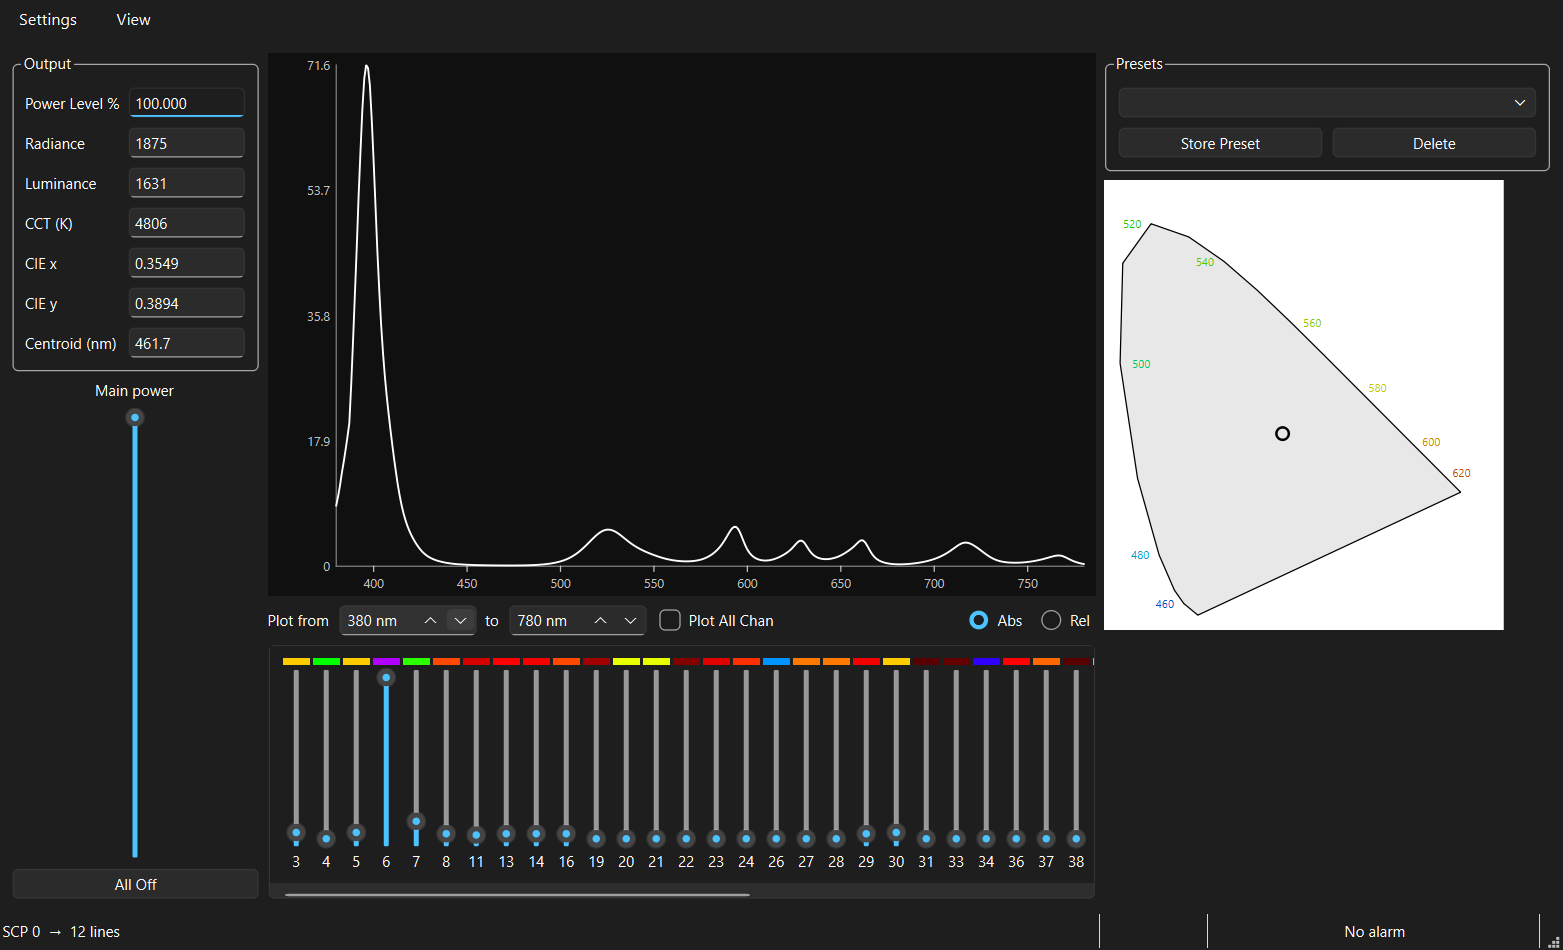 Settings View
Output
Power Level % 100.000
Radiance 1875
Luminance 1631
CCT (K) 4806
CIE x 0.3549
CIE y 0.3894
Centroid (nm) 461.7
Main power
All Off
71.6
53.7
35.8
17.9
0
400 450 500 550 600 650 700 750
Plot from 380 nm to 780 nm Plot All Chan Abs Rel
3 4 5 6 7 8 11 13 14 16 19 20 21 22 23 24 26 27 28 29 30 31 33 34 36 37 38
Presets
Store Preset Delete
520
540
560
500
580
600
620
480
460
SCP 0 → 12 lines No alarm